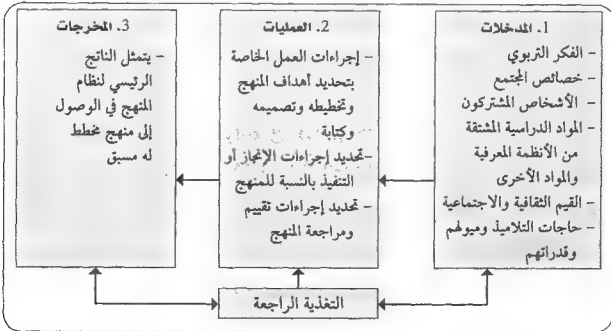 1. المدخلات
- الفكر التربوي
- خصائص المجتمع
- الأشخاص المشتركون
- المواد الدراسية المشتقة
من الأنظمة المعرفية
والمواد الأخرى
- القيم الثقافية والاجتماعية
- حاجات التلاميذ وميولهم
وقدراتهم
2. العمليات
- إجراءات العمل الخاصة
بتحديد أهداف المنهج
وتخطيطه وتصميمه
وكتابة
- تحديد إجراءات الإنجاز أو
التنفيذ بالنسبة للمنهج
- تحديد إجراءات تقييم
ومراجعة المنهج
3. المخرجات
- يتمثل الناتج
الرئيسي لنظام
المنهج في الوصول
إلى منهج مخطط
له مسبق
التغذية الراجعة